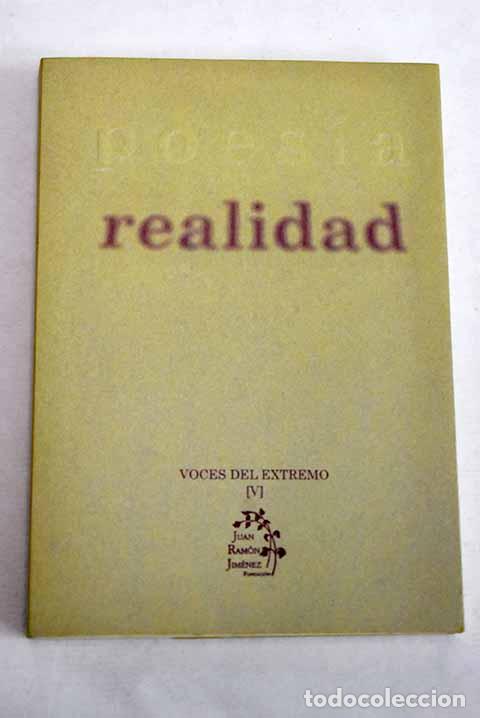 poesía
realidad
VOCES DEL EXTREMO
[V]
JUAN
RAMÓN
JIMÉNEZ
FUNDACIÓN
todocoleccion